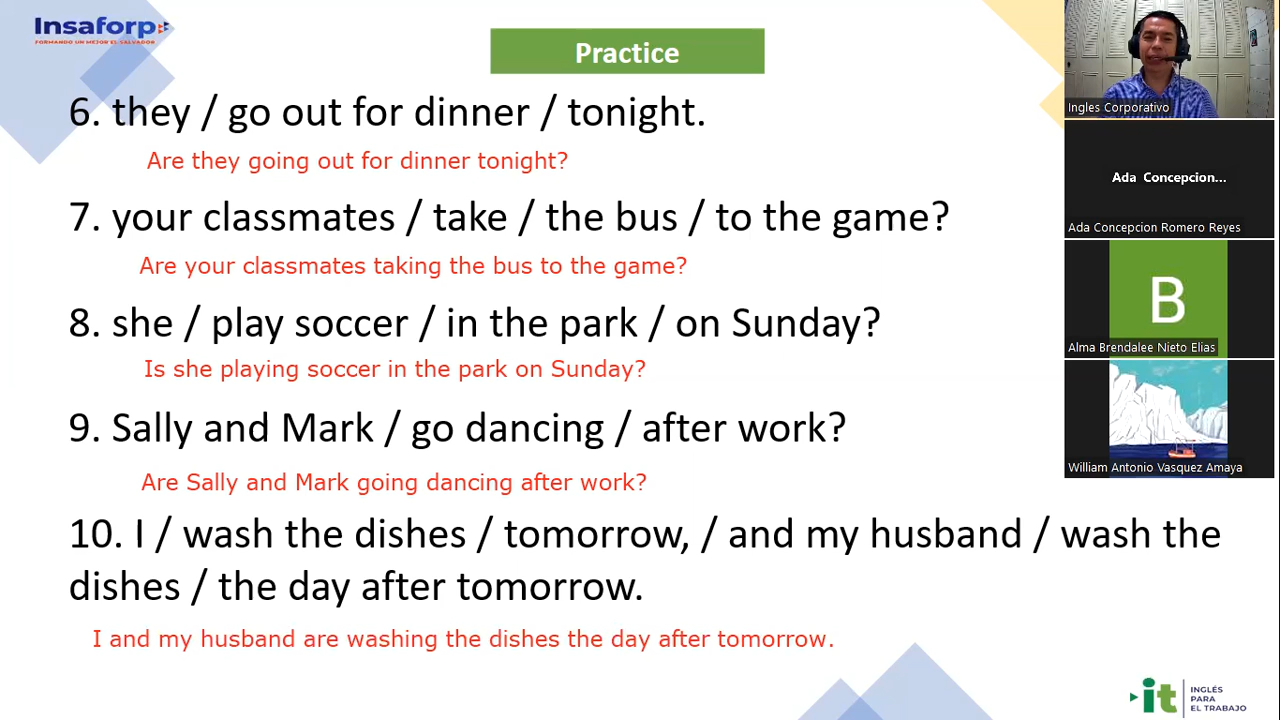 Insaforp
FORMANDO UN MEJOR EL SALVADOR
Practice
6. they / go out for dinner / tonight.
Are they going out for dinner tonight?
7. your classmates / take / the bus / to the game?
Are your classmates taking the bus to the game?
8. she / play soccer / in the park / on Sunday?
Is she playing soccer in the park on Sunday?
9. Sally and Mark / go dancing / after work?
Are Sally and Mark going dancing after work?
10. I / wash the dishes / tomorrow, / and my husband / wash the
dishes / the day after tomorrow.
I and my husband are washing the dishes the day after tomorrow.
Ingles Corporativo
Ada Concepcion...
Ada Concepcion Romero Reyes
B
Alma Brendalee Nieto Elias
William Antonio Vasquez Amaya
it
INGLÉS
PARA
EL TRABAJO